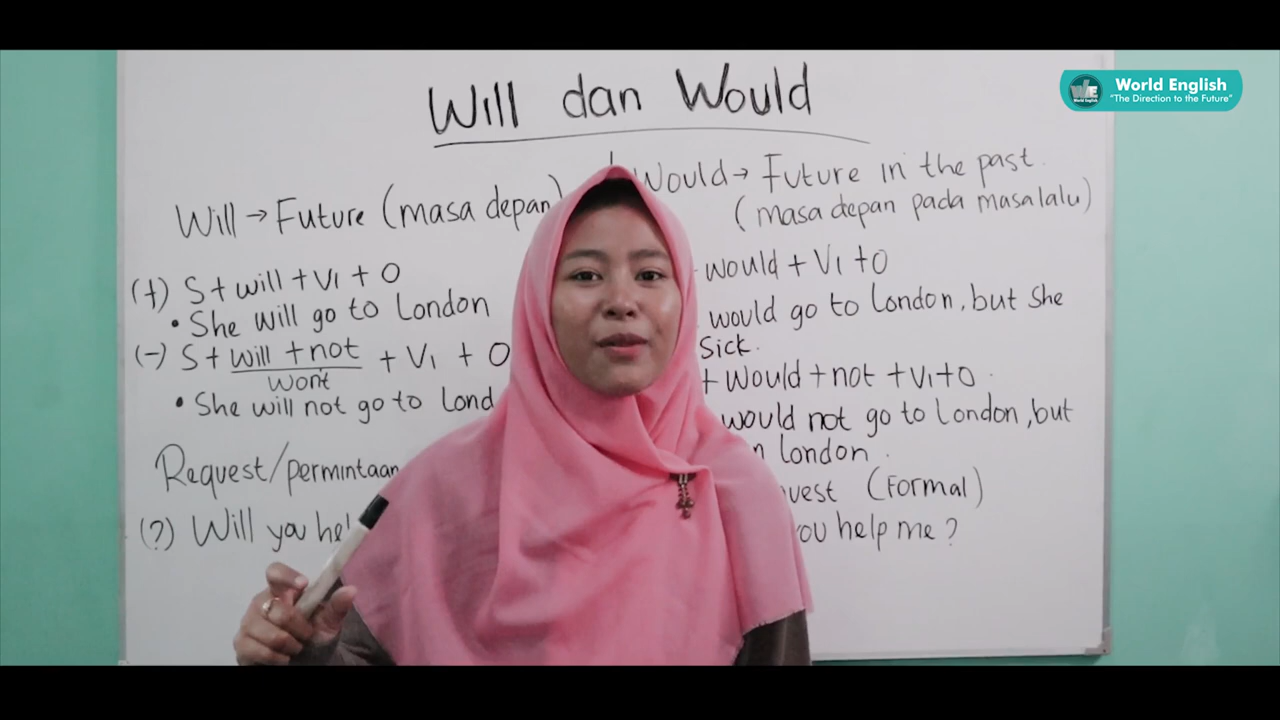 Will dan Would
World English
"The Direction to the Future"
Will → Future (masa depan)
(+) S + will + V1 + O
• She will go to London
(-) S + will + not + V1 + O
won't
• She will not go to Lond
Request/permintaan
(?) Will you hel
Would → Future in the past.
(masa depan pada masalalu)
would + V1 + O
would go to London, but She
Sick.
+ Would + not + V1 + O.
would not go to London, but
n London.
uest (Formal)
ou help me?